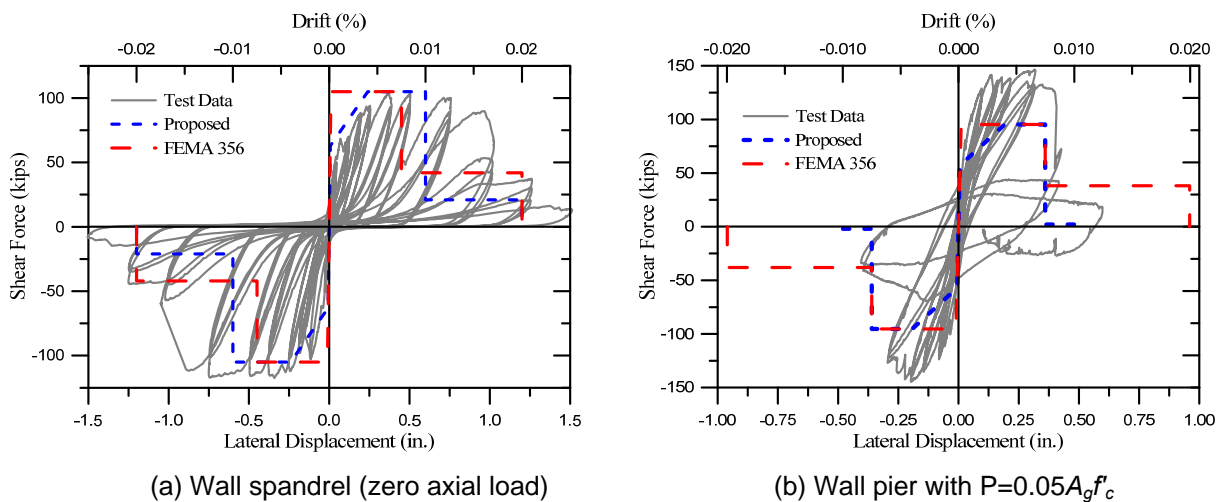 Drift (%)
-0.02 -0.01 0.00 0.01 0.02
100
50
0
-50
-100
Shear Force (kips)
Test Data
Proposed
FEMA 356
-1.5 -1.0 -0.5 0.0 0.5 1.0 1.5
Lateral Displacement (in.)
(a) Wall spandrel (zero axial load)
Drift (%)
-0.020 -0.010 0.000 0.010 0.020
150
100
50
0
-50
-100
-150
Shear Force (kips)
Test Data
Proposed
FEMA 356
-1.00 -0.75 -0.50 -0.25 0.00 0.25 0.50 0.75 1.00
Lateral Displacement (in.)
(b) Wall pier with P=0.05A_gf'_c